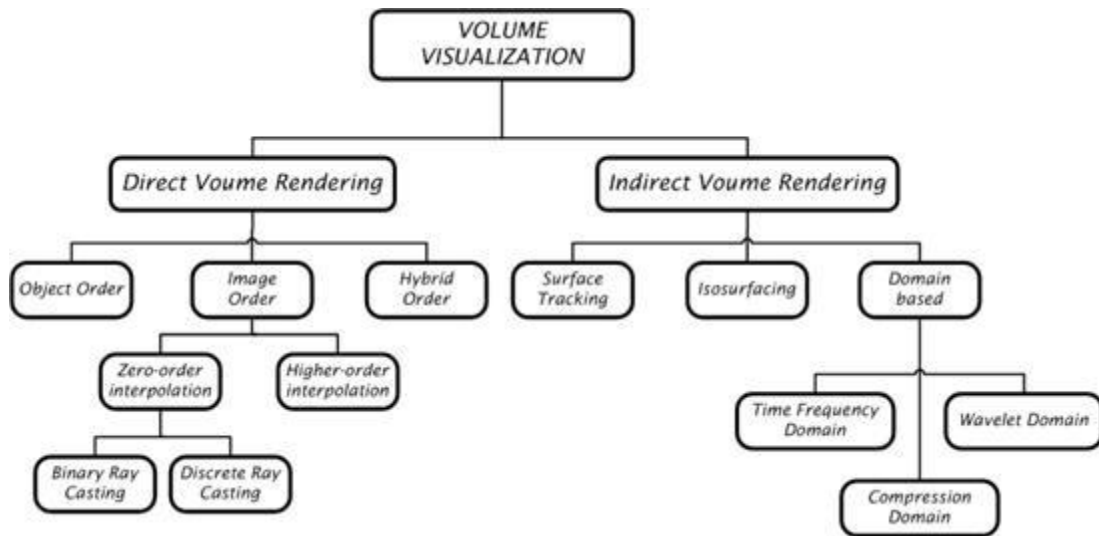 VOLUME
VISUALIZATION
Direct Voume Rendering
Indirect Voume Rendering
Object Order
Image
Order
Hybrid
Order
Surface
Tracking
Isosurfacing
Domain
based
Zero-order
interpolation
Higher-order
interpolation
Time Frequency
Domain
Wavelet Domain
Binary Ray
Casting
Discrete Ray
Casting
Compression
Domain